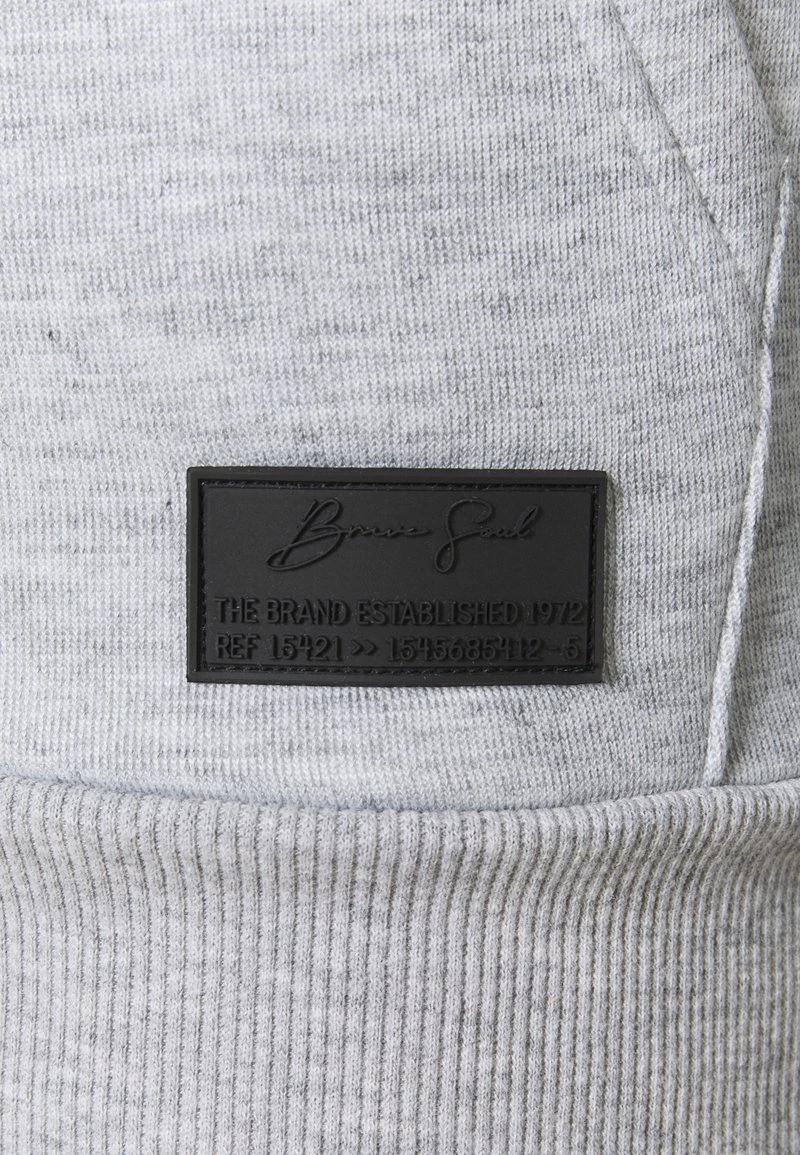 Brave Soul
THE BRAND ESTABLISHED 1972
REF 15421 >> 1545685412-5